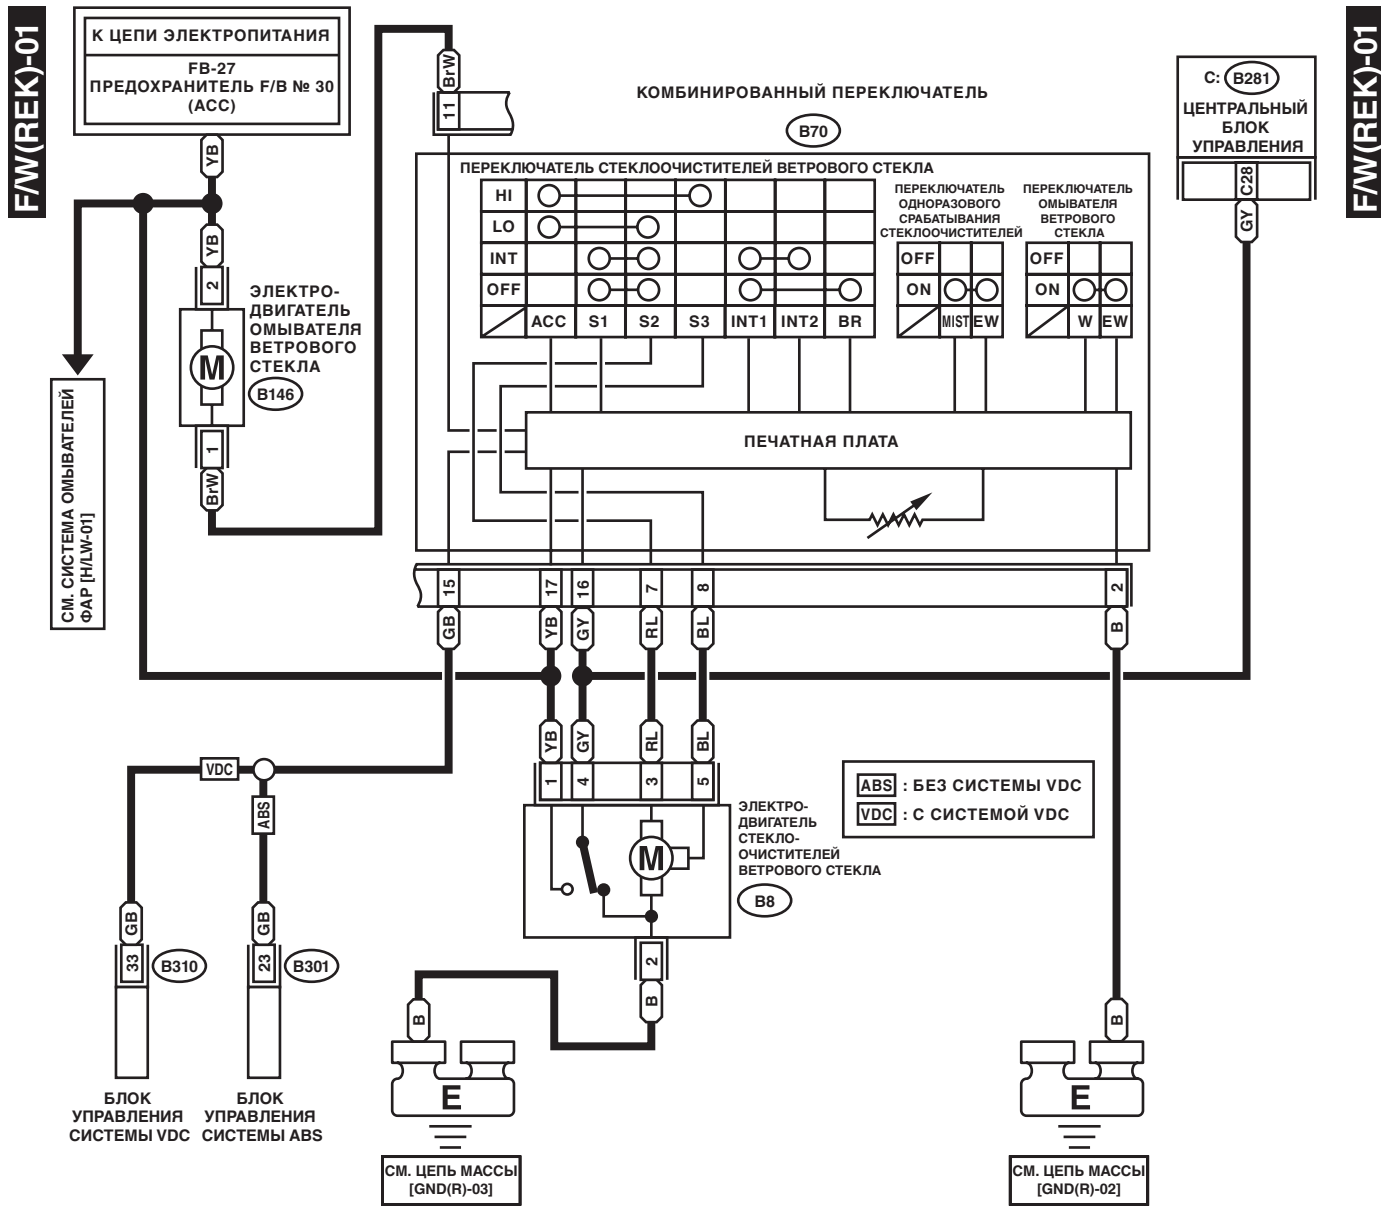 F/W(REK)-01
F/W(REK)-01
К ЦЕПИ ЭЛЕКТРОПИТАНИЯ
FB-27
ПРЕДОХРАНИТЕЛЬ F/B № 30
(ACC)
YB
YB
2
ЭЛЕКТРО-
ДВИГАТЕЛЬ
ОМЫВАТЕЛЯ
ВЕТРОВОГО
СТЕКЛА
M
B146
1
BrW
СМ. СИСТЕМА ОМЫВАТЕЛЕЙ
ФАР [H/LW-01]
BrW
11
КОМБИНИРОВАННЫЙ ПЕРЕКЛЮЧАТЕЛЬ
B70
C: B281
ЦЕНТРАЛЬНЫЙ
БЛОК
УПРАВЛЕНИЯ
C28
GY
ПЕРЕКЛЮЧАТЕЛЬ СТЕКЛООЧИСТИТЕЛЕЙ ВЕТРОВОГО СТЕКЛА
HI
LO
INT
OFF
ACC S1 S2 S3 INT1 INT2 BR
ПЕРЕКЛЮЧАТЕЛЬ
ОДНОРАЗОВОГО
СРАБАТЫВАНИЯ
СТЕКЛООЧИСТИТЕЛЕЙ
OFF
ON
MIST EW
ПЕРЕКЛЮЧАТЕЛЬ
ОМЫВАТЕЛЯ
ВЕТРОВОГО
СТЕКЛА
OFF
ON
W EW
ПЕЧАТНАЯ ПЛАТА
15 17 16 7 8 2
GB YB GY RL BL B
YB GY RL BL
1 4 3 5
VDC
ABS
ABS : БЕЗ СИСТЕМЫ VDC
VDC : С СИСТЕМОЙ VDC
ЭЛЕКТРО-
ДВИГАТЕЛЬ
СТЕКЛО-
ОЧИСТИТЕЛЕЙ
ВЕТРОВОГО СТЕКЛА
M
B8
2
B
GB GB
33 B310 23 B301
БЛОК
УПРАВЛЕНИЯ
СИСТЕМЫ VDC
БЛОК
УПРАВЛЕНИЯ
СИСТЕМЫ ABS
B
E
СМ. ЦЕПЬ МАССЫ
[GND(R)-03]
B
E
СМ. ЦЕПЬ МАССЫ
[GND(R)-02]